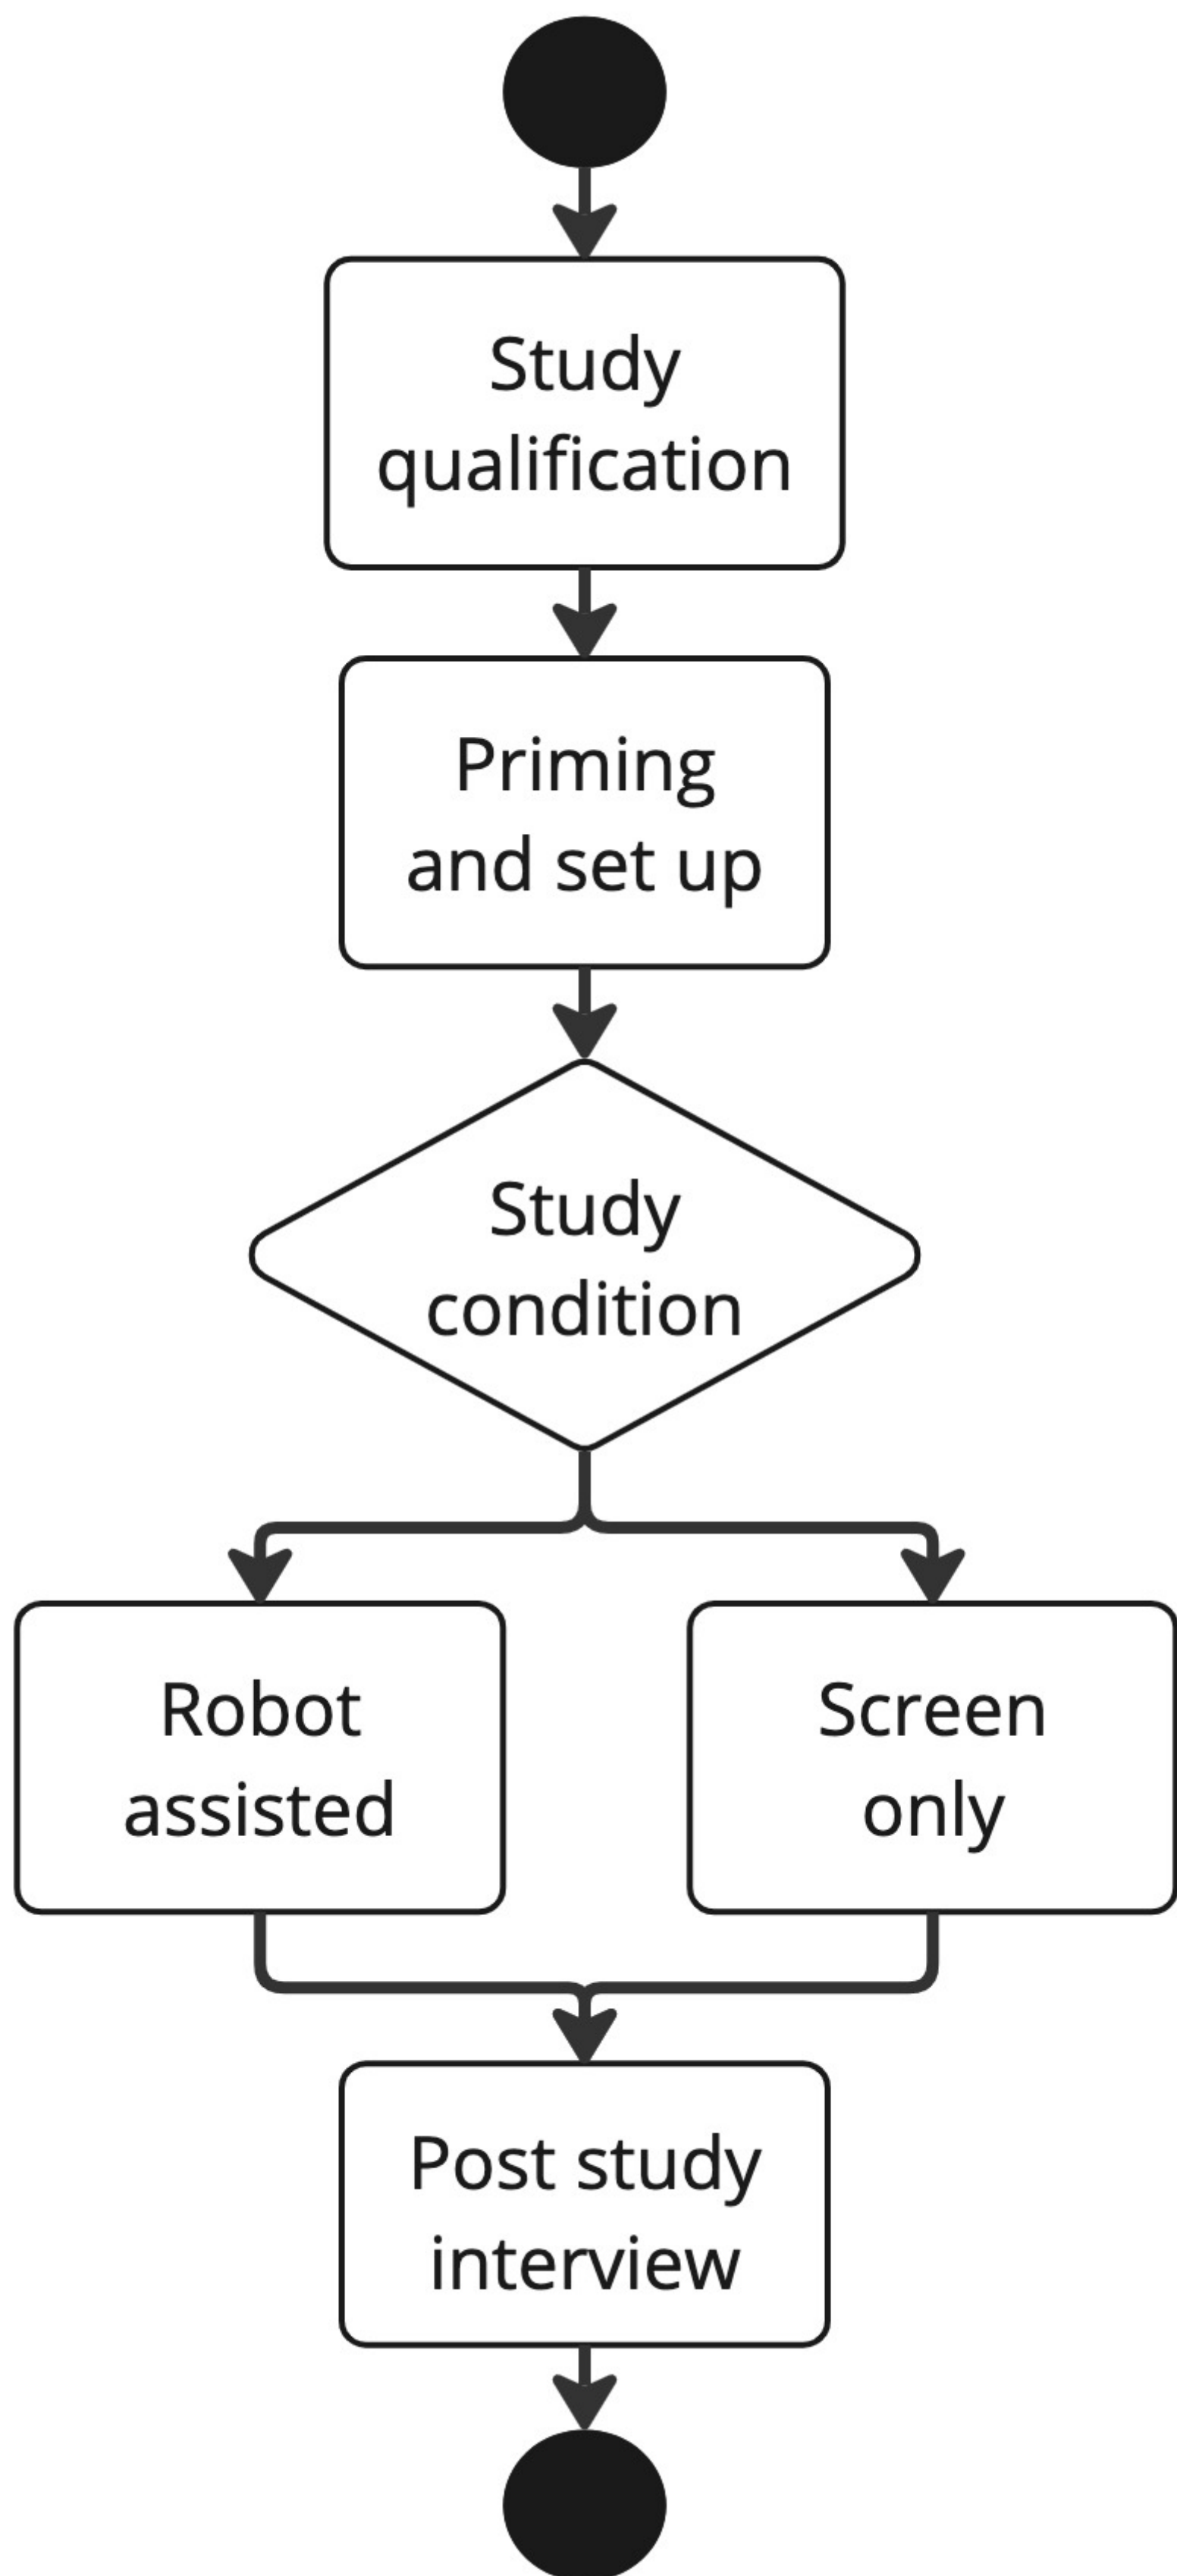 Study
qualification
Priming
and set up
Study
condition
Robot
assisted
Screen
only
Post study
interview